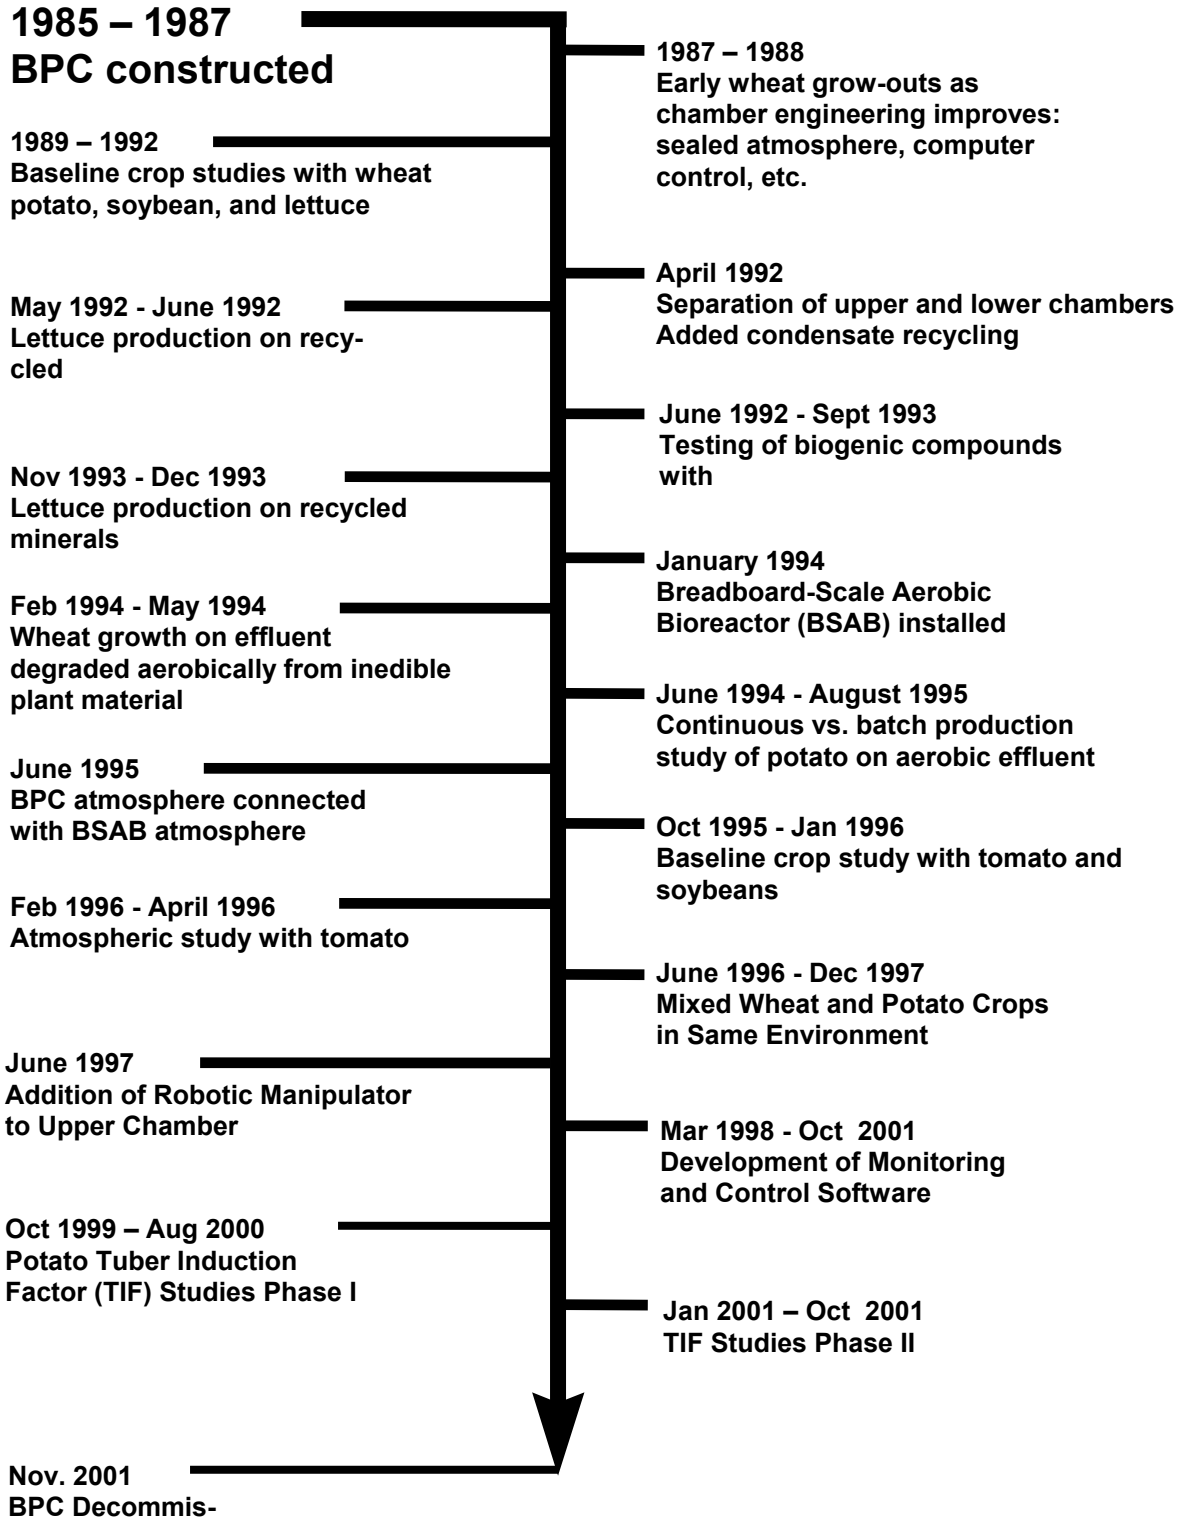 1985 – 1987
BPC constructed
1987 – 1988
Early wheat grow-outs as
chamber engineering improves:
sealed atmosphere, computer
control, etc.
1989 – 1992
Baseline crop studies with wheat
potato, soybean, and lettuce
April 1992
Separation of upper and lower chambers
Added condensate recycling
May 1992 - June 1992
Lettuce production on recy-
cled
June 1992 - Sept 1993
Testing of biogenic compounds
with
Nov 1993 - Dec 1993
Lettuce production on recycled
minerals
January 1994
Breadboard-Scale Aerobic
Bioreactor (BSAB) installed
Feb 1994 - May 1994
Wheat growth on effluent
degraded aerobically from inedible
plant material
June 1994 - August 1995
Continuous vs. batch production
study of potato on aerobic effluent
June 1995
BPC atmosphere connected
with BSAB atmosphere
Oct 1995 - Jan 1996
Baseline crop study with tomato and
soybeans
Feb 1996 - April 1996
Atmospheric study with tomato
June 1996 - Dec 1997
Mixed Wheat and Potato Crops
in Same Environment
June 1997
Addition of Robotic Manipulator
to Upper Chamber
Mar 1998 - Oct  2001
Development of Monitoring
and Control Software
Oct 1999 – Aug 2000
Potato Tuber Induction
Factor (TIF) Studies Phase I
Jan 2001 – Oct  2001
TIF Studies Phase II
Nov. 2001
BPC Decommis-